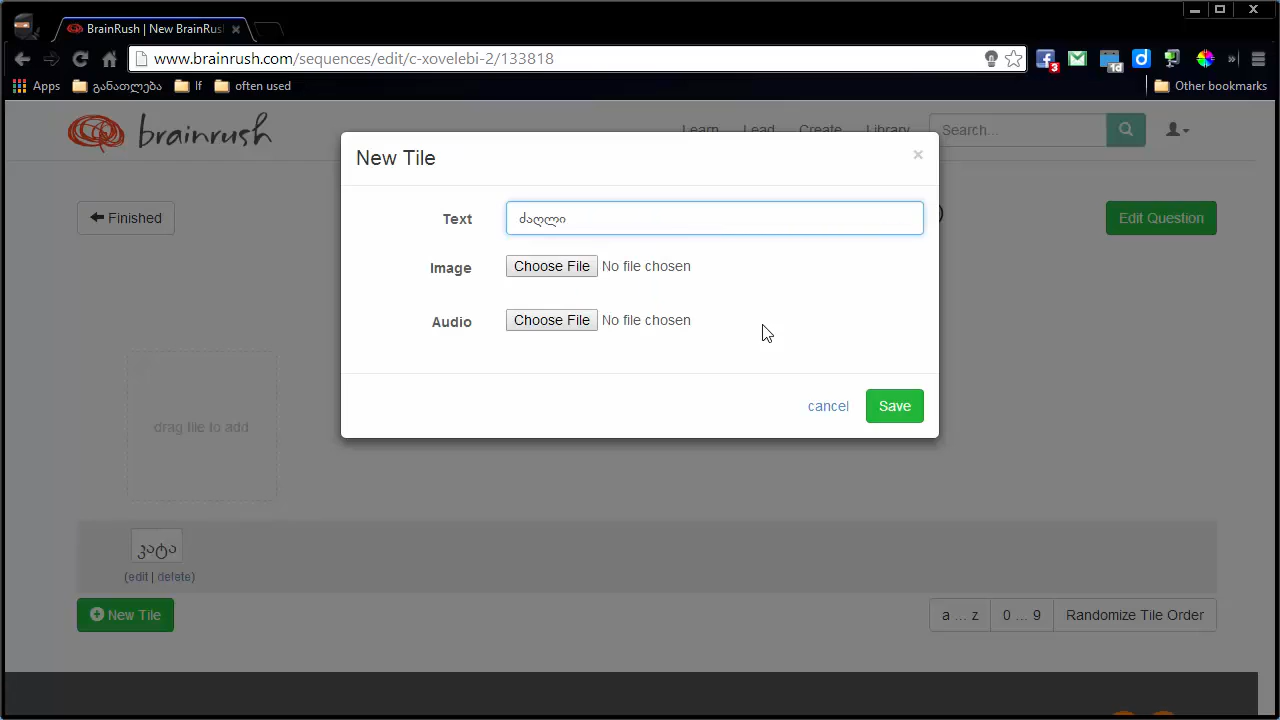 BrainRush | New BrainRus
www.brainrush.com/sequences/edit/c-xovelebi-2/133818
3
1d
Apps განათლება If often used Other bookmarks
brainrush Learn Lead Create Library Search...
New Tile
Finished
Text ძაღლი
Edit Question
Image Choose File No file chosen
Audio Choose File No file chosen
cancel Save
drag tile to add
კატა
(edit | delete)
New Tile
a ... z 0 ... 9 Randomize Tile Order